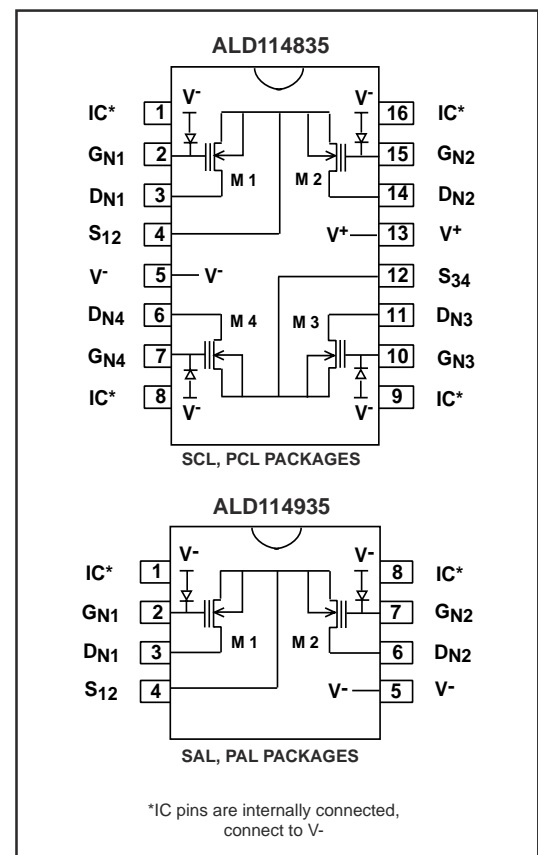 ALD114835
IC* 1 V- V- 16 IC*
GN1 2 M 1 M 2 15 GN2
DN1 3 14 DN2
S12 4 V+ 13 V+
V- 5 V- 12 S34
DN4 6 M 4 M 3 11 DN3
GN4 7 10 GN3
IC* 8 V- V- 9 IC*
SCL, PCL PACKAGES
ALD114935
IC* 1 V- V- 8 IC*
GN1 2 7 GN2
DN1 3 M 1 M 2 6 DN2
S12 4 V- 5 V-
SAL, PAL PACKAGES
*IC pins are internally connected,
connect to V-